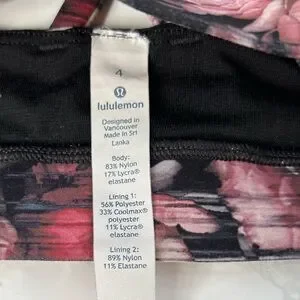 4
lululemon
Designed in
Vancouver
Made in Sri
Lanka
Body:
83% Nylon
17% Lycra®
elastane
Lining 1:
56% Polyester
33% Coolmax®
polyester
11% Lycra®
elastane
Lining 2:
89% Nylon
11% Elastane